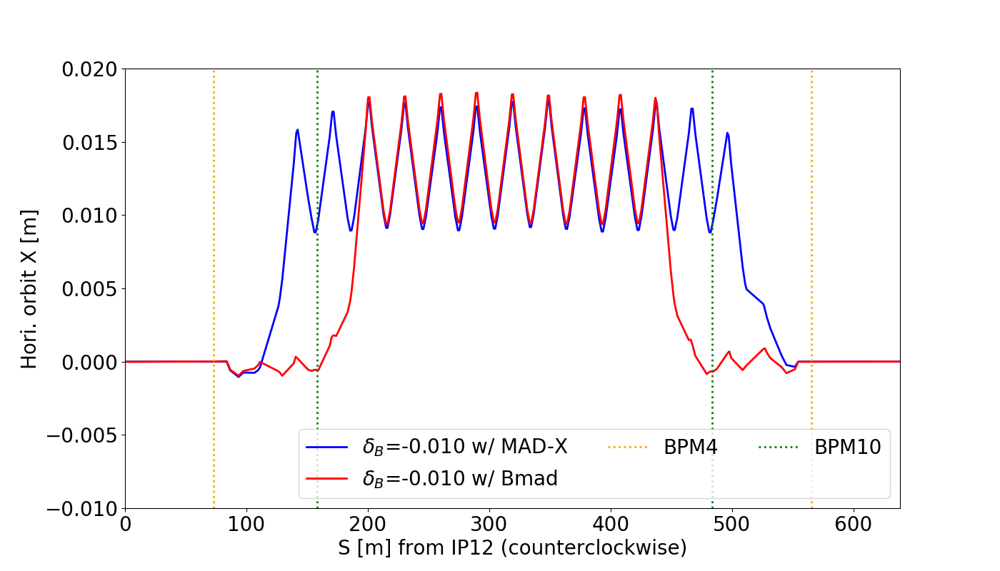 0.020
0.015
0.010
0.005
0.000
−0.005
−0.010
Hori. orbit X [m]
δB=-0.010 w/ MAD-X
δB=-0.010 w/ Bmad
BPM4
BPM10
0 100 200 300 400 500 600
S [m] from IP12 (counterclockwise)